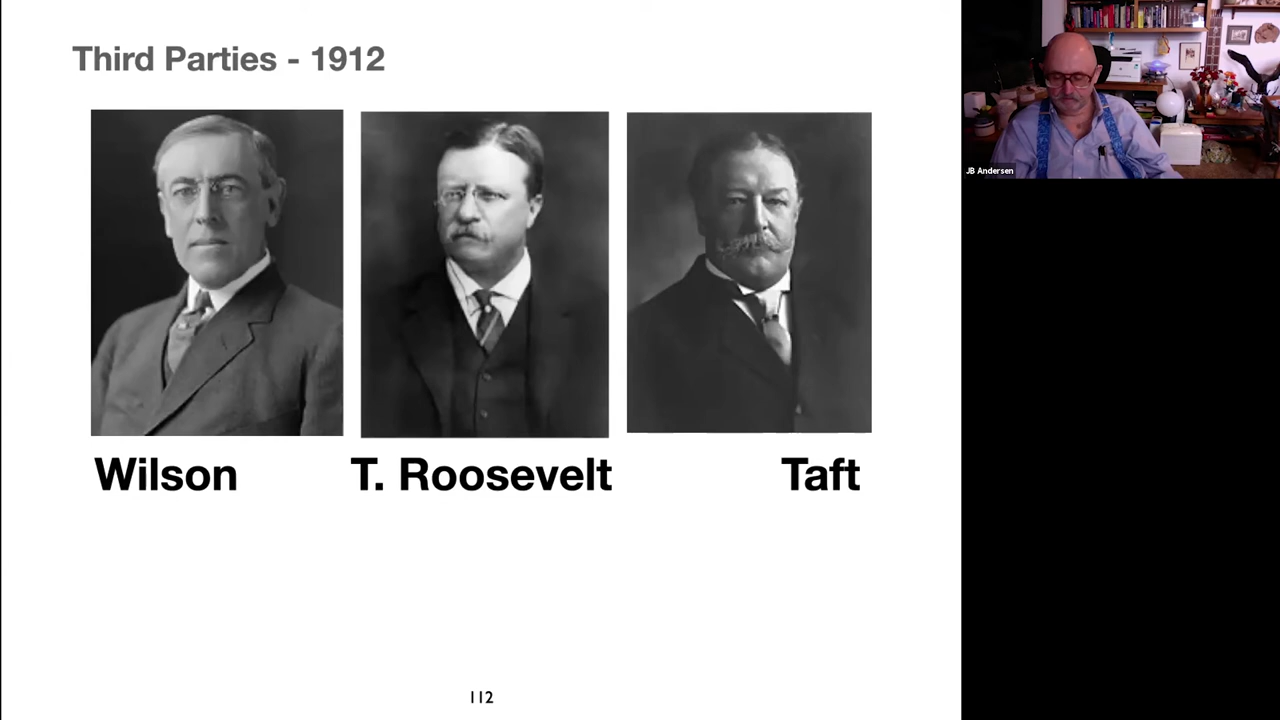 Third Parties - 1912
Wilson
T. Roosevelt
Taft
112
JB Andersen